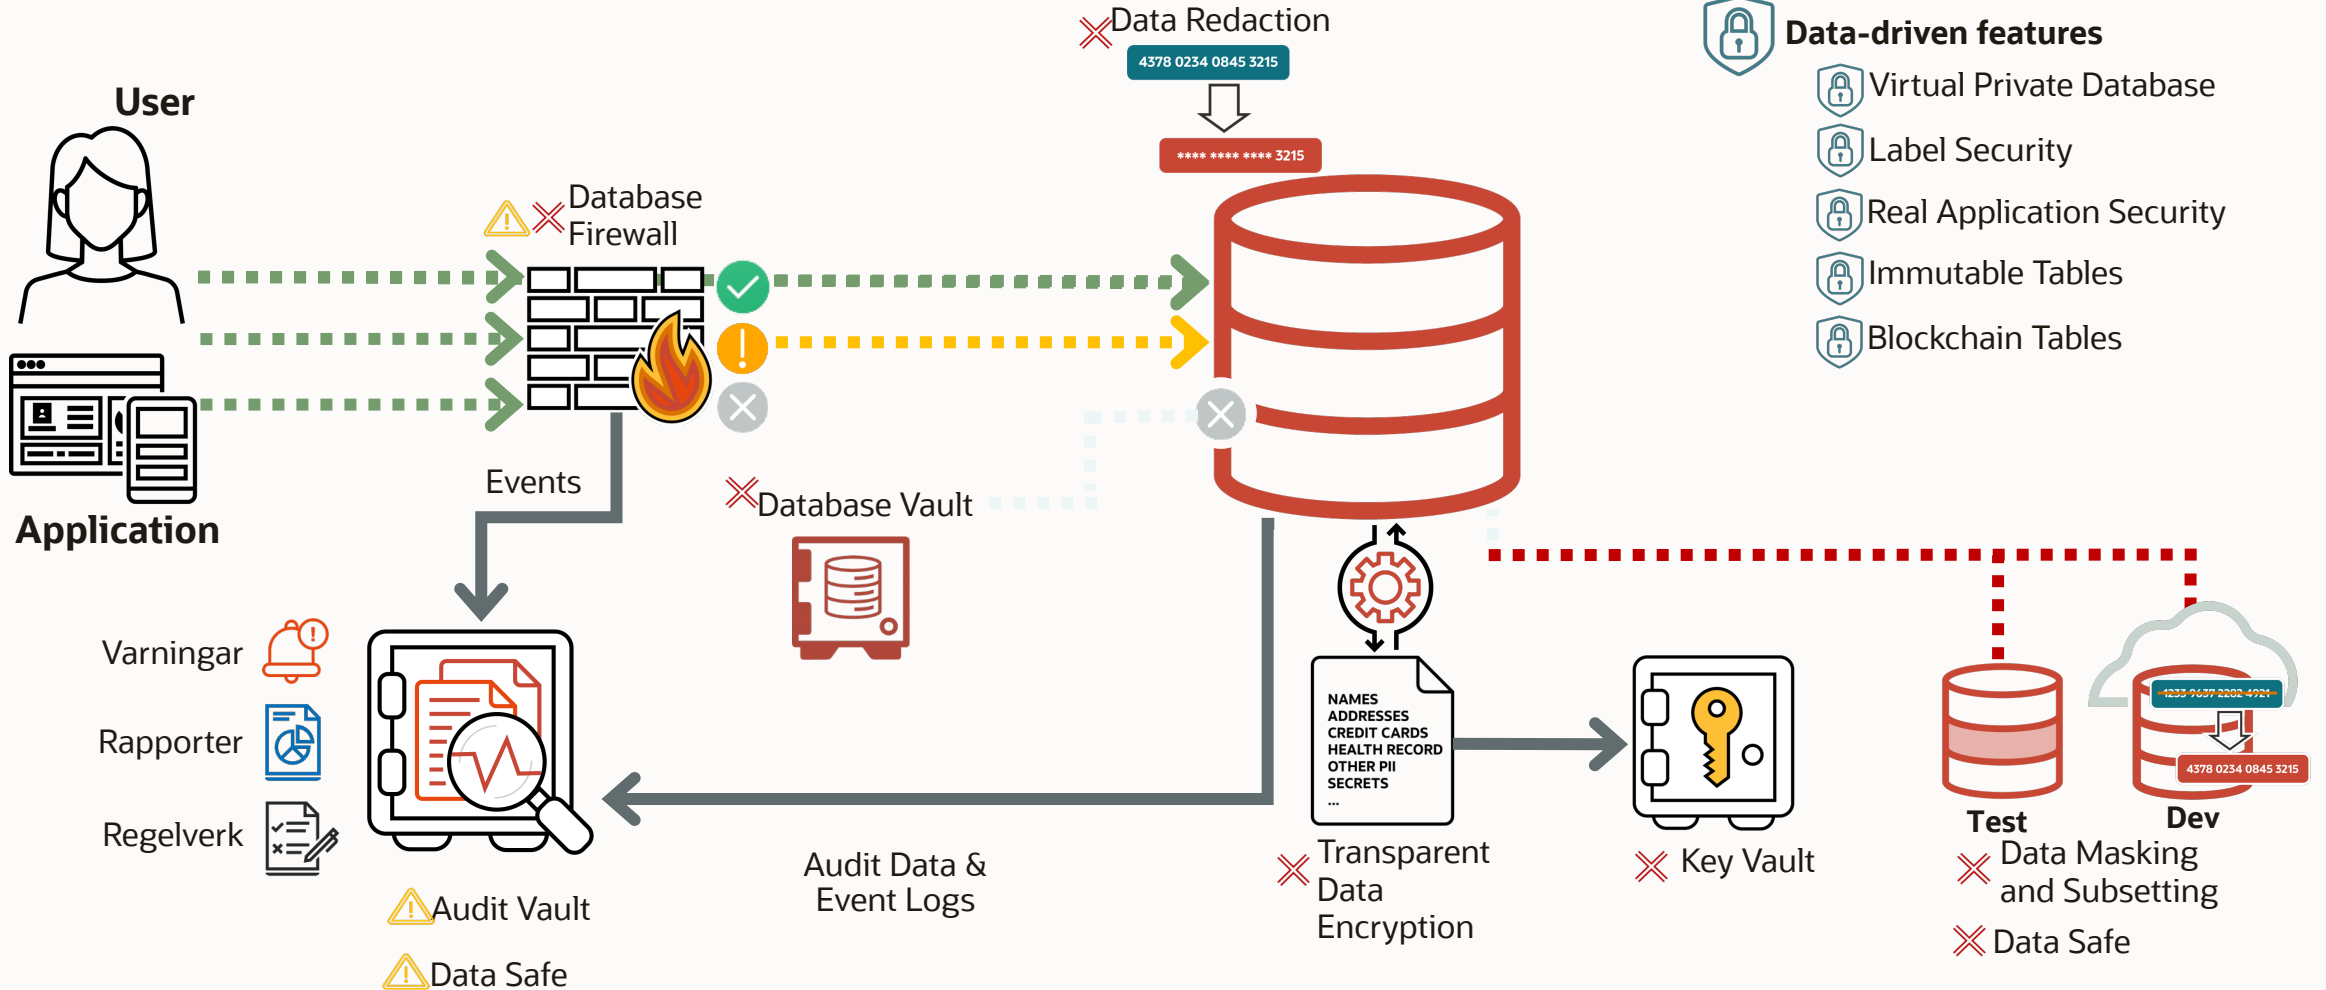 Data Redaction
4378 0234 0845 3215
**** **** **** 3215
Data-driven features
Virtual Private Database
Label Security
Real Application Security
Immutable Tables
Blockchain Tables
User
Application
Database
Firewall
Events
Database Vault
Varningar
Rapporter
Regelverk
Audit Vault
Data Safe
Audit Data &
Event Logs
NAMES
ADDRESSES
CREDIT CARDS
HEALTH RECORD
OTHER PII
SECRETS
...
Transparent
Data
Encryption
Key Vault
Test
4378 0234 0845 3215
Dev
Data Masking
and Subsetting
Data Safe